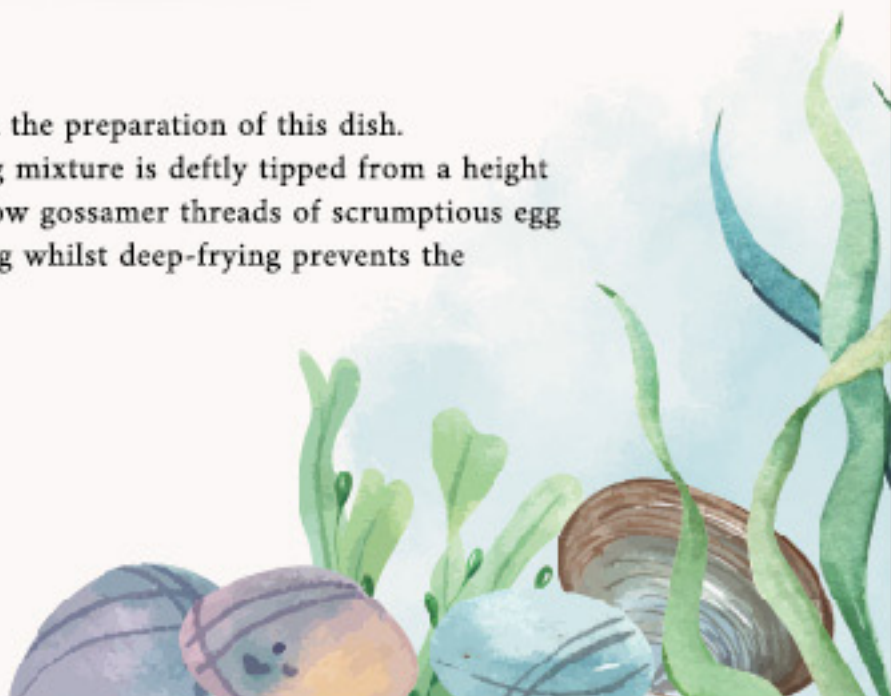 the preparation of this dish.
mixture is deftly tipped from a height
gossamer threads of scrumptious egg
whilst deep-frying prevents the